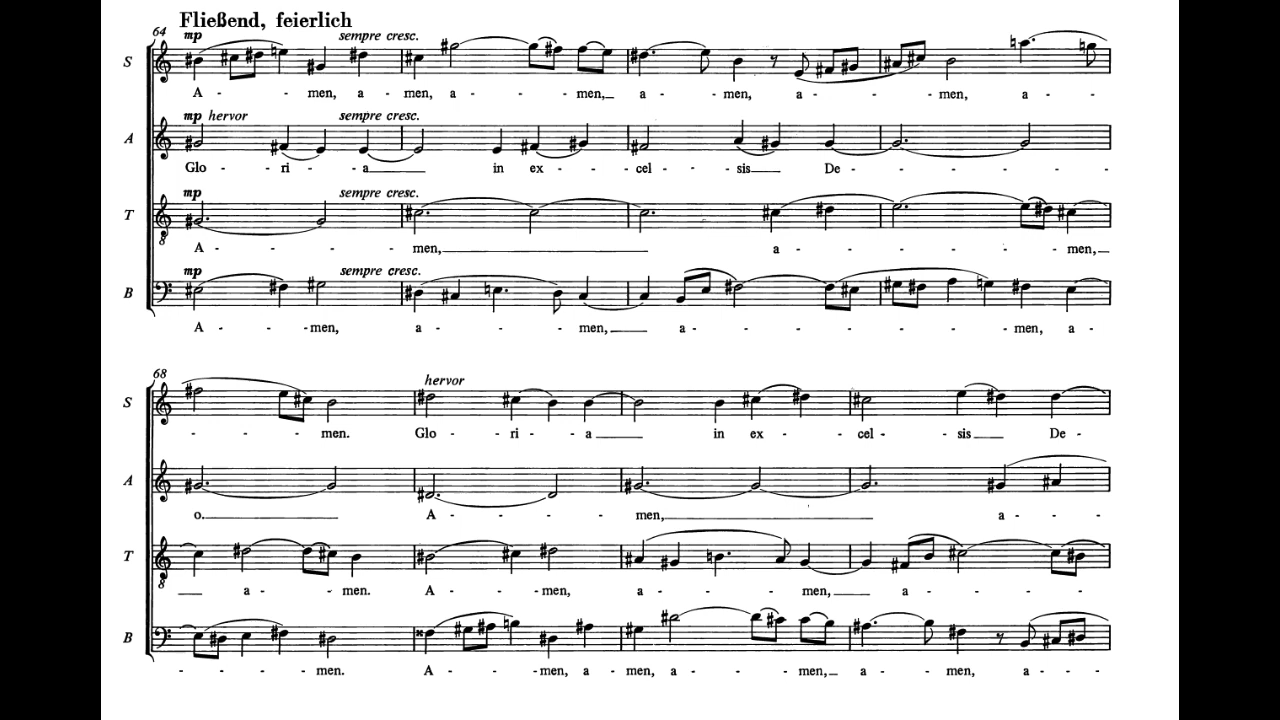 Fließend, feierlich
64 mp sempre cresc.
S
A - - men, a - men, a - - - men, - a - - men, a - - - men, a - -
mp hervor sempre cresc.
A
Glo - - ri - - a in ex - - cel - - sis De - - - - - - -
mp sempre cresc.
T
8
A - - - - men, a - - - - men,
mp sempre cresc.
B
A - - - men, a - - - - men, a - - - - - - - men, a -
68 hervor
S
- - - men. Glo - - ri - - a in ex - - cel - - sis De -
A
o. A - - - men, a - -
T
8
a - - men. A - - - men, a - - - - men, a - - - -
B
- - - - men. A - - - men, a - men, a - - - men, a - - men, a - -